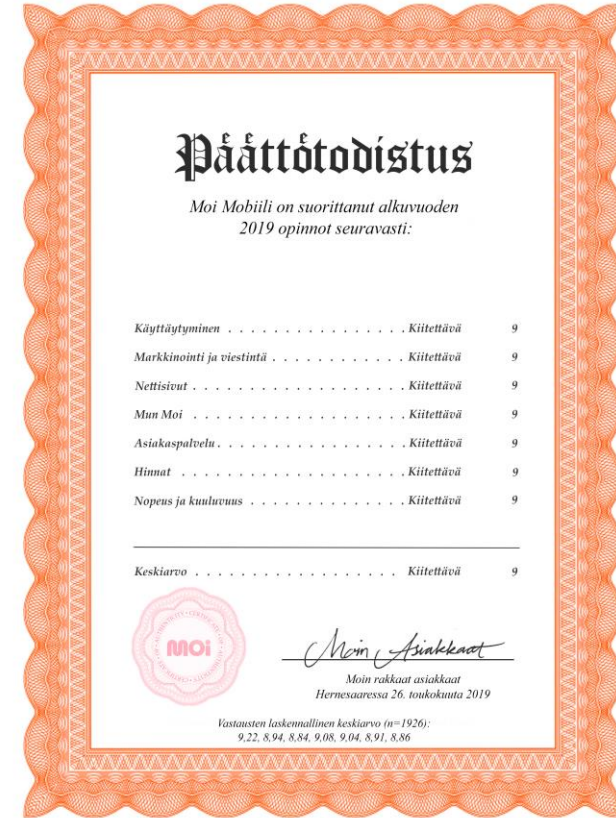 Päättötodistus
Moi Mobiili on suorittanut alkuvuoden
2019 opinnot seuravasti:
Käyttäytyminen . . . . . . . . . . . . . . . . Kiitettävä 9
Markkinointi ja viestintä . . . . . . . . . . . . Kiitettävä 9
Nettisivut . . . . . . . . . . . . . . . . . . . Kiitettävä 9
Mun Moi . . . . . . . . . . . . . . . . . . . Kiitettävä 9
Asiakaspalvelu . . . . . . . . . . . . . . . . . Kiitettävä 9
Hinnat . . . . . . . . . . . . . . . . . . . . Kiitettävä 9
Nopeus ja kuuluvuus . . . . . . . . . . . . . . Kiitettävä 9
Keskiarvo . . . . . . . . . . . . . . . . . . Kiitettävä 9
MOi
Moin Asiakkaat
Moin rakkaat asiakkaat
Hernesaaressa 26. toukokuuta 2019
Vastausten laskennallinen keskiarvo (n=1926):
9,22, 8,94, 8,84, 9,08, 9,04, 8,91, 8,86